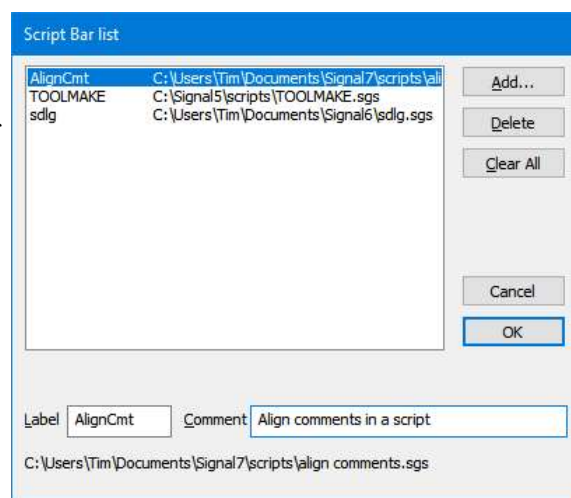 Script Bar list
AlignCmt C:\Users\Tim\Documents\Signal7\scripts\ali
TOOLMAKE C:\Signal5\scripts\TOOLMAKE.sgs
sdlg C:\Users\Tim\Documents\Signal6\sdlg.sgs
Add...
Delete
Clear All
Cancel
OK
Label AlignCmt Comment Align comments in a script
C:\Users\Tim\Documents\Signal7\scripts\align comments.sgs